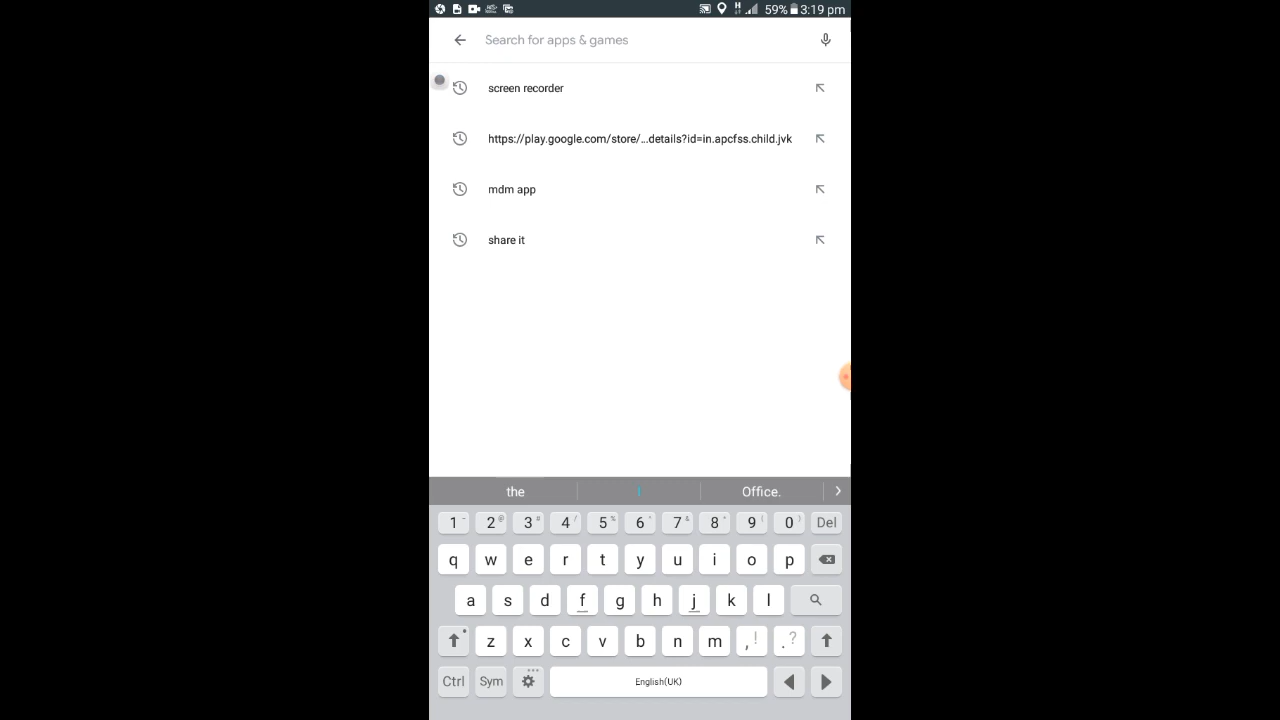 59% 3:19 pm
Search for apps & games
screen recorder
https://play.google.com/store/...details?id=in.apcfss.child.jvk
mdm app
share it
the I Office.
1 2 3 4 5 6 7 8 9 0 Del
q w e r t y u i o p
a s d f g h j k l
z x c v b n m , ! . ?
Ctrl Sym English(UK)